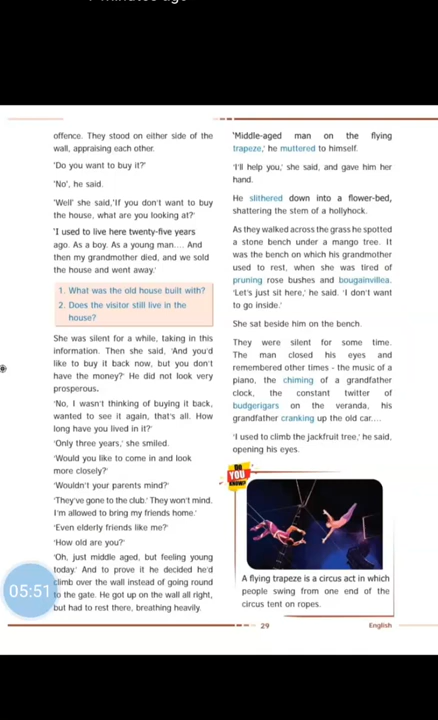 offence. They stood on either side of the
wall, appraising each other.
'Do you want to buy it?'
'No', he said.
'Well' she said,'If you don't want to buy
the house, what are you looking at?'
'I used to live here twenty-five years
ago. As a boy. As a young man.... And
then my grandmother died, and we sold
the house and went away.'
1. What was the old house built with?
2. Does the visitor still live in the
house?
She was silent for a while, taking in this
information. Then she said, 'And you'd
like to buy it back now, but you don't
have the money?' He did not look very
prosperous.
'No, I wasn't thinking of buying it back,
wanted to see it again, that's all. How
long have you lived in it?'
'Only three years,' she smiled.
'Would you like to come in and look
more closely?'
'Wouldn't your parents mind?'
'They've gone to the club.' They won't mind.
I'm allowed to bring my friends home.'
'Even elderly friends like me?'
'How old are you?'
'Oh, just middle aged, but feeling young
today.' And to prove it he decided he'd
climb over the wall instead of going round
to the gate. He got up on the wall all right,
but had to rest there, breathing heavily.
05:51
'Middle-aged man on the flying
trapeze,' he muttered to himself.
'I'll help you,' she said, and gave him her
hand.
He slithered down into a flower-bed,
shattering the stem of a hollyhock.
As they walked across the grass he spotted
a stone bench under a mango tree. It
was the bench on which his grandmother
used to rest, when she was tired of
pruning rose bushes and bougainvillea.
'Let's just sit here,' he said. 'I don't want
to go inside.'
She sat beside him on the bench.
They were silent for some time.
The man closed his eyes and
remembered other times - the music of a
piano, the chiming of a grandfather
clock, the constant twitter of
budgerigars on the veranda, his
grandfather cranking up the old car....
'I used to climb the jackfruit tree,' he said,
opening his eyes.
DO
YOU
KNOW?
A flying trapeze is a circus act in which
people swing from one end of the
circus tent on ropes.
29
English